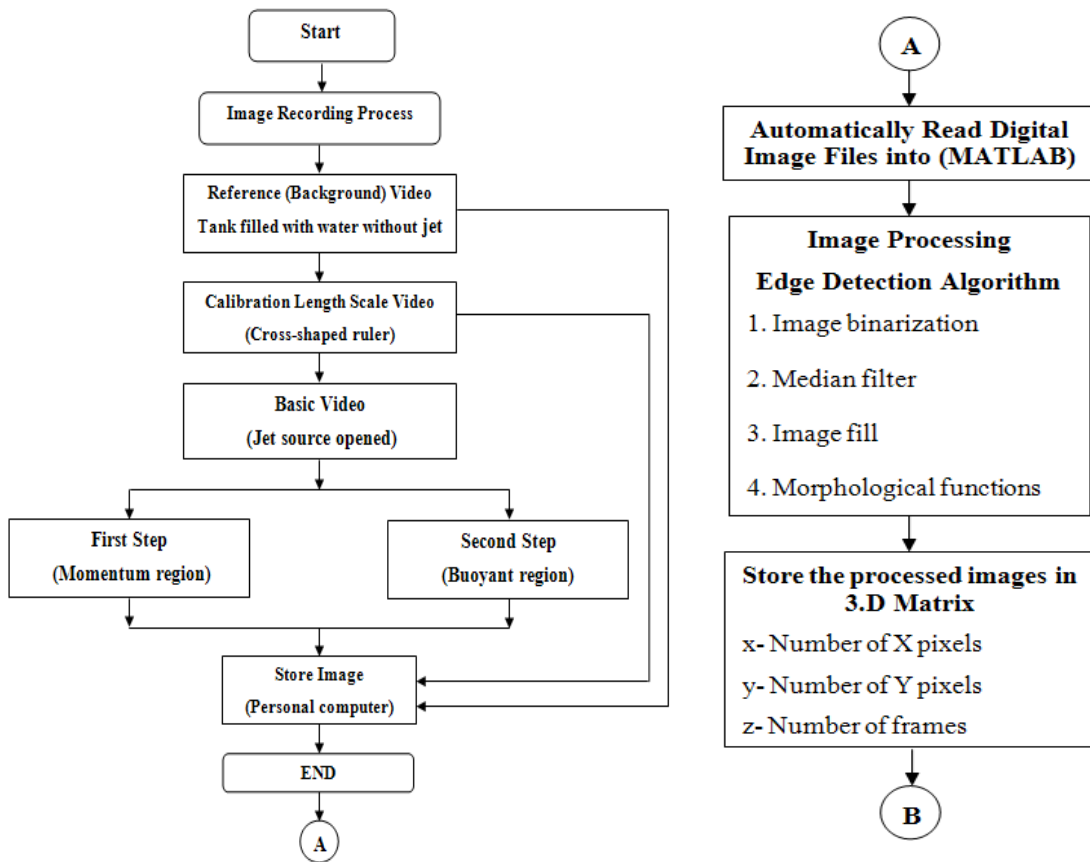 Start
Image Recording Process
Reference (Background) Video
Tank filled with water without jet
Calibration Length Scale Video
(Cross-shaped ruler)
Basic Video
(Jet source opened)
First Step
(Momentum region)
Second Step
(Buoyant region)
Store Image
(Personal computer)
END
A
A
Automatically Read Digital
Image Files into (MATLAB)
Image Processing
Edge Detection Algorithm
1. Image binarization
2. Median filter
3. Image fill
4. Morphological functions
Store the processed images in
3.D Matrix
x- Number of X pixels
y- Number of Y pixels
z- Number of frames
B